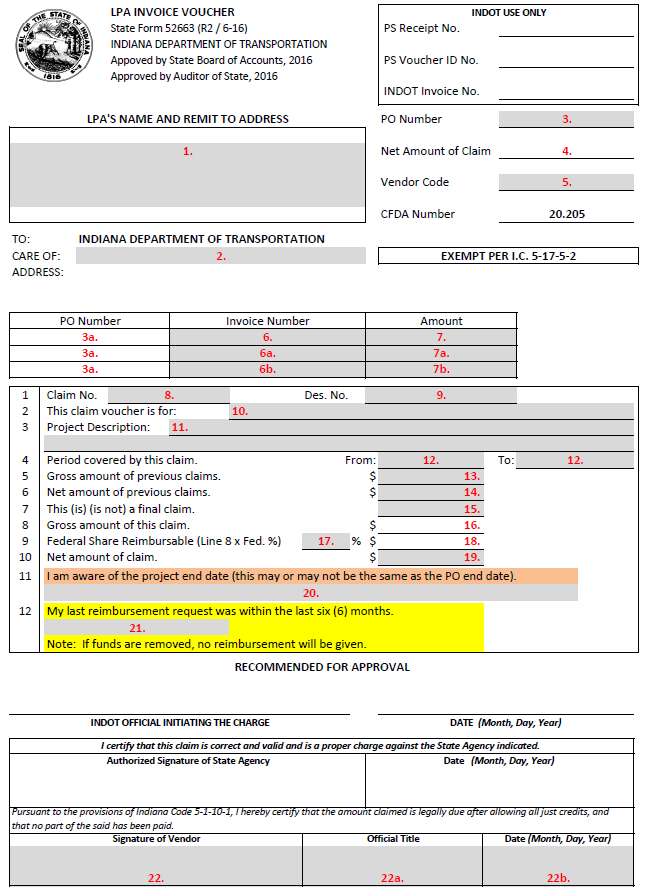 LPA INVOICE VOUCHER
State Form 52663 (R2 / 6-16)
INDIANA DEPARTMENT OF TRANSPORTATION
Appoved by State Board of Accounts, 2016
Approved by Auditor of State, 2016
SEAL OF THE STATE OF INDIANA
1816
INDOT USE ONLY
PS Receipt No.
PS Voucher ID No.
INDOT Invoice No.
LPA'S NAME AND REMIT TO ADDRESS
1.
PO Number 3.
Net Amount of Claim 4.
Vendor Code 5.
CFDA Number 20.205
TO: INDIANA DEPARTMENT OF TRANSPORTATION
CARE OF: 2.
ADDRESS:
EXEMPT PER I.C. 5-17-5-2
PO Number Invoice Number Amount
3a. 6. 7.
3a. 6a. 7a.
3a. 6b. 7b.
1 Claim No. 8. Des. No. 9.
2 This claim voucher is for: 10.
3 Project Description: 11.
4 Period covered by this claim. From: 12. To: 12.
5 Gross amount of previous claims. $ 13.
6 Net amount of previous claims. $ 14.
7 This (is) (is not) a final claim. 15.
8 Gross amount of this claim. $ 16.
9 Federal Share Reimbursable (Line 8 x Fed. %) 17. % $ 18.
10 Net amount of claim. $ 19.
11 I am aware of the project end date (this may or may not be the same as the PO end date).
20.
12 My last reimbursement request was within the last six (6) months.
21.
Note: If funds are removed, no reimbursement will be given.
RECOMMENDED FOR APPROVAL
INDOT OFFICIAL INITIATING THE CHARGE DATE (Month, Day, Year)
I certify that this claim is correct and valid and is a proper charge against the State Agency indicated.
Authorized Signature of State Agency Date (Month, Day, Year)
Pursuant to the provisions of Indiana Code 5-1-10-1, I hereby certify that the amount claimed is legally due after allowing all just credits, and
that no part of the said has been paid.
Signature of Vendor Official Title Date (Month, Day, Year)
22. 22a. 22b.